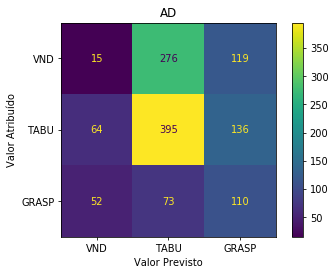 AD
VND 15 276 119
350
300
TABU 64 395 136
250
200
150
GRASP 52 73 110
100
50
VND TABU GRASP
Valor Previsto
Valor Atribuído